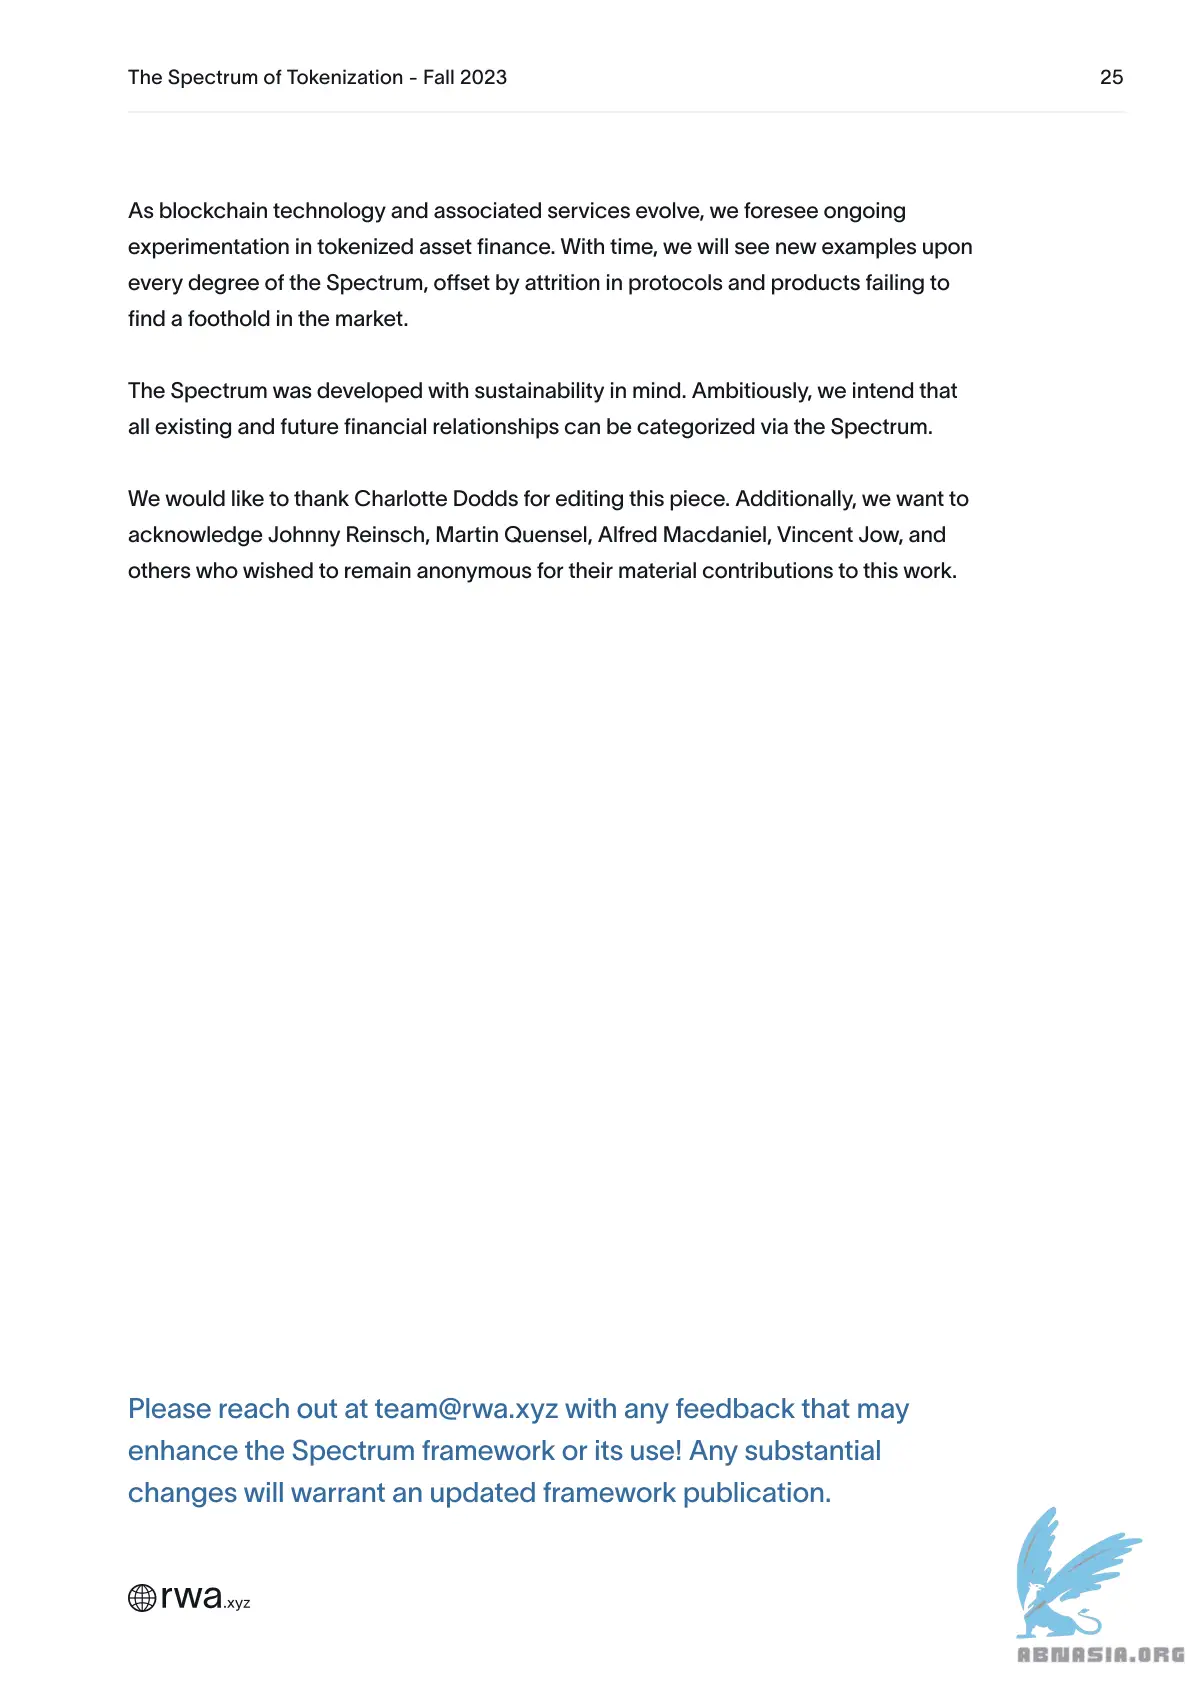 The Spectrum of Tokenization - Fall 2023
25
As blockchain technology and associated services evolve, we foresee ongoing
experimentation in tokenized asset finance. With time, we will see new examples upon
every degree of the Spectrum, offset by attrition in protocols and products failing to
find a foothold in the market.
The Spectrum was developed with sustainability in mind. Ambitiously, we intend that
all existing and future financial relationships can be categorized via the Spectrum.
We would like to thank Charlotte Dodds for editing this piece. Additionally, we want to
acknowledge Johnny Reinsch, Martin Quensel, Alfred Macdaniel, Vincent Jow, and
others who wished to remain anonymous for their material contributions to this work.
Please reach out at team@rwa.xyz with any feedback that may
enhance the Spectrum framework or its use! Any substantial
changes will warrant an updated framework publication.
rwa.xyz
ABNASIA.ORG